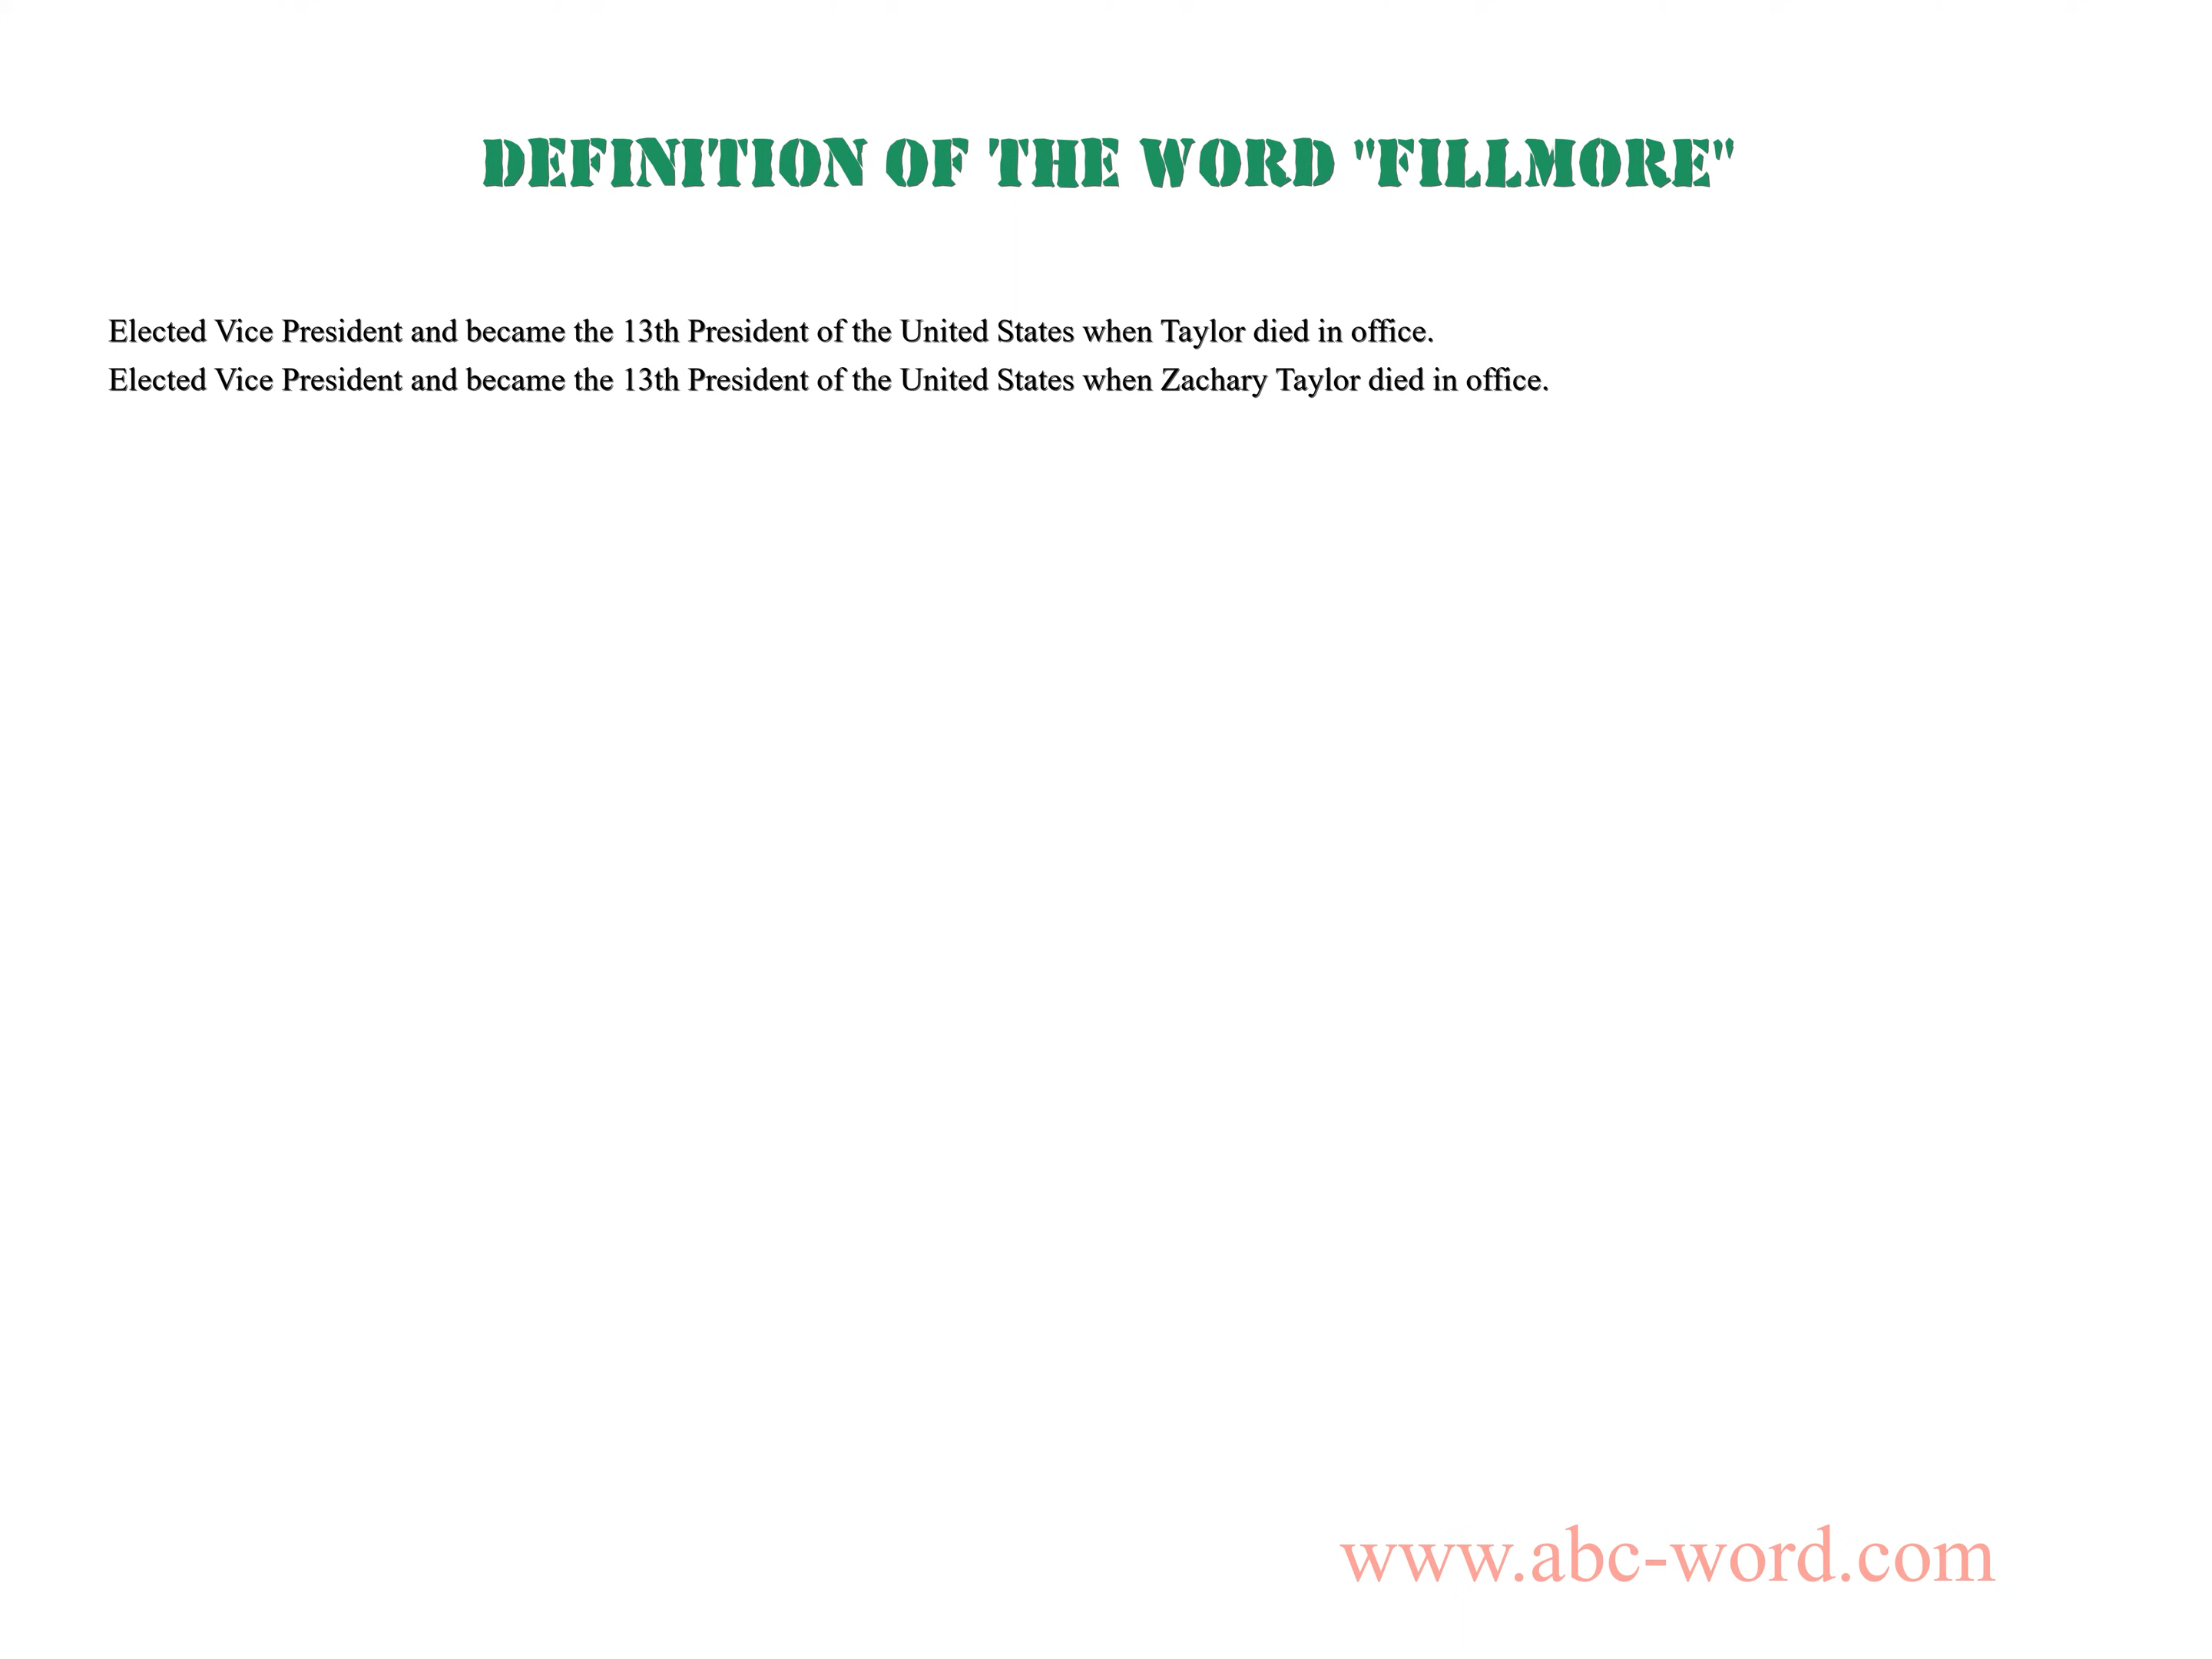 DEFINITION OF THE WORD "FILLMORE"
Elected Vice President and became the 13th President of the United States when Taylor died in office.
Elected Vice President and became the 13th President of the United States when Zachary Taylor died in office.
www.abc-word.com